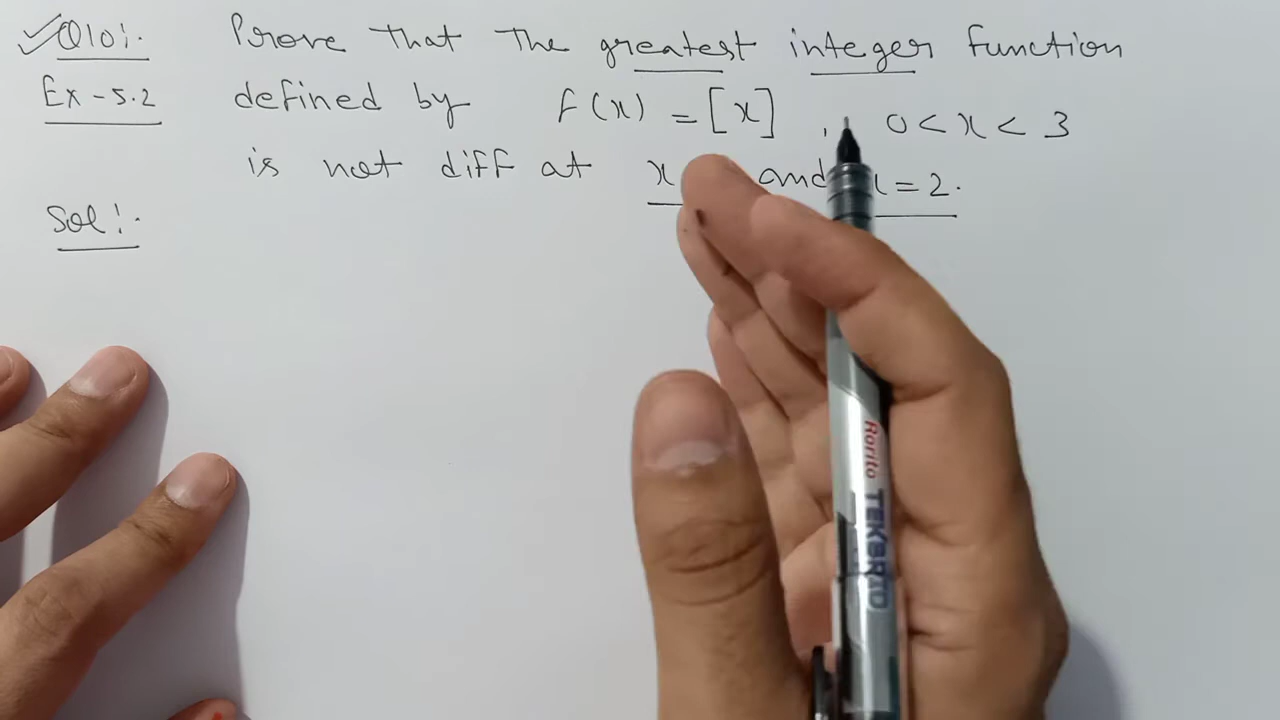 Q10:. Prove that the greatest integer function
Ex-5.2 defined by f(x) = [x] , 0 < x < 3
is not diff at x and x = 2.
Sol:.
Rorito TEKBRIO